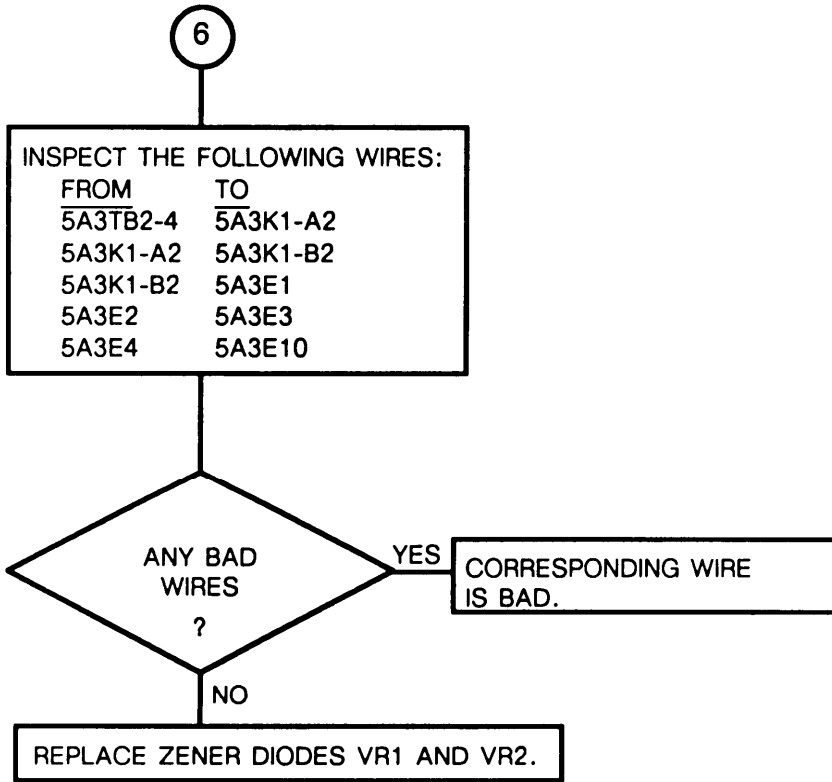 6
INSPECT THE FOLLOWING WIRES:
FROM TO
5A3TB2-4 5A3K1-A2
5A3K1-A2 5A3K1-B2
5A3K1-B2 5A3E1
5A3E2 5A3E3
5A3E4 5A3E10
ANY BAD
WIRES
?
YES
CORRESPONDING WIRE
IS BAD.
NO
REPLACE ZENER DIODES VR1 AND VR2.